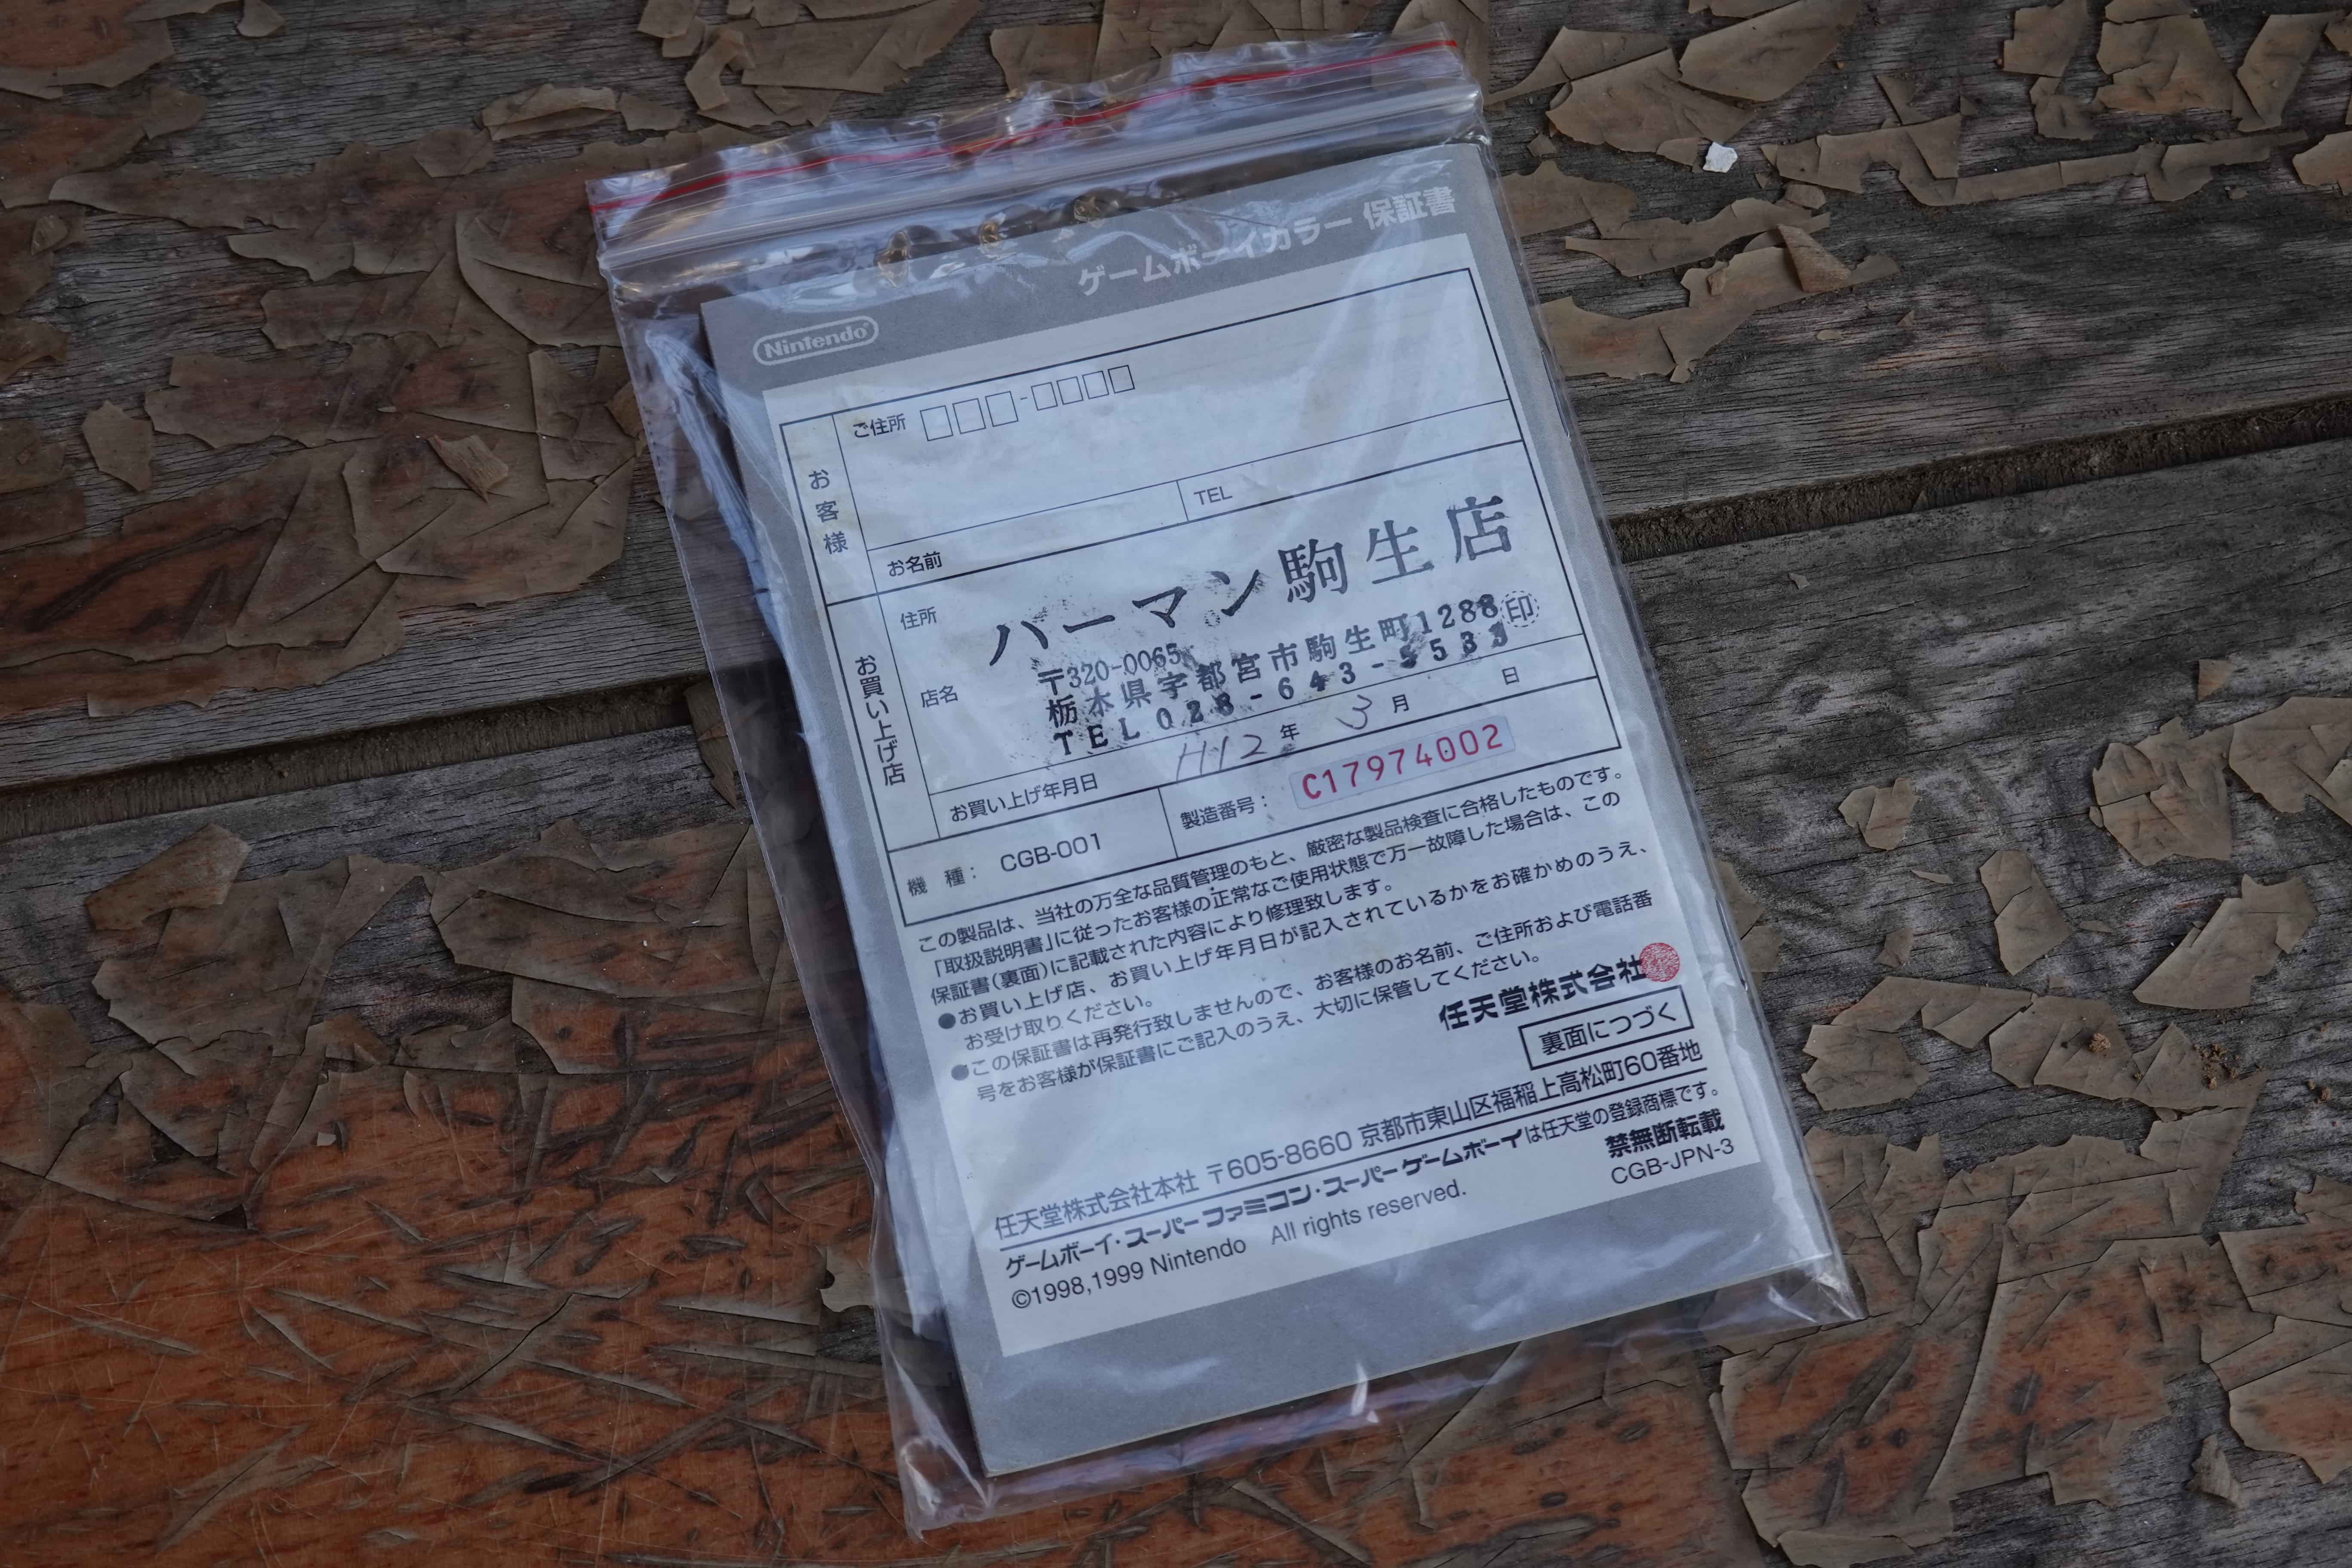 ゲームボーイカラー 保証書
Nintendo
お客様
ご住所 □□□-□□□□
TEL
お名前
お買い上げ店
住所
ハーマン駒生店
〒320-0065
栃木県宇都宮市駒生町1288 印
店名
TEL028-643-5533
お買い上げ年月日 H12年 3月 日
機 種： CGB-001
製造番号： C17974002
この製品は、当社の万全な品質管理のもと、厳密な製品検査に合格したものです。
「取扱説明書」に従ったお客様の正常なご使用状態で万一故障した場合は、この
保証書(裏面)に記載された内容により修理致します。
●お買い上げ店、お買い上げ年月日が記入されているかをお確かめのうえ、
お受け取りください。
●この保証書は再発行致しませんので、お客様のお名前、ご住所および電話番
号をお客様が保証書にご記入のうえ、大切に保管してください。
任天堂株式会社
裏面につづく
任天堂株式会社本社 〒605-8660 京都市東山区福稲上高松町60番地
ゲームボーイ・スーパーファミコン・スーパーゲームボーイは任天堂の登録商標です。
禁無断転載
©1998,1999 Nintendo All rights reserved.
CGB-JPN-3